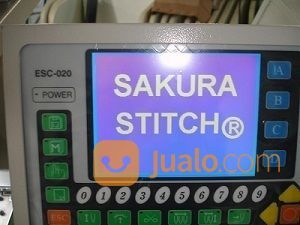 ESC-020
POWER
SAKURA
STITCH®
Jualo.com
A
B
C
M
0 1 2 3 4 5 6 7 8 9
ESC